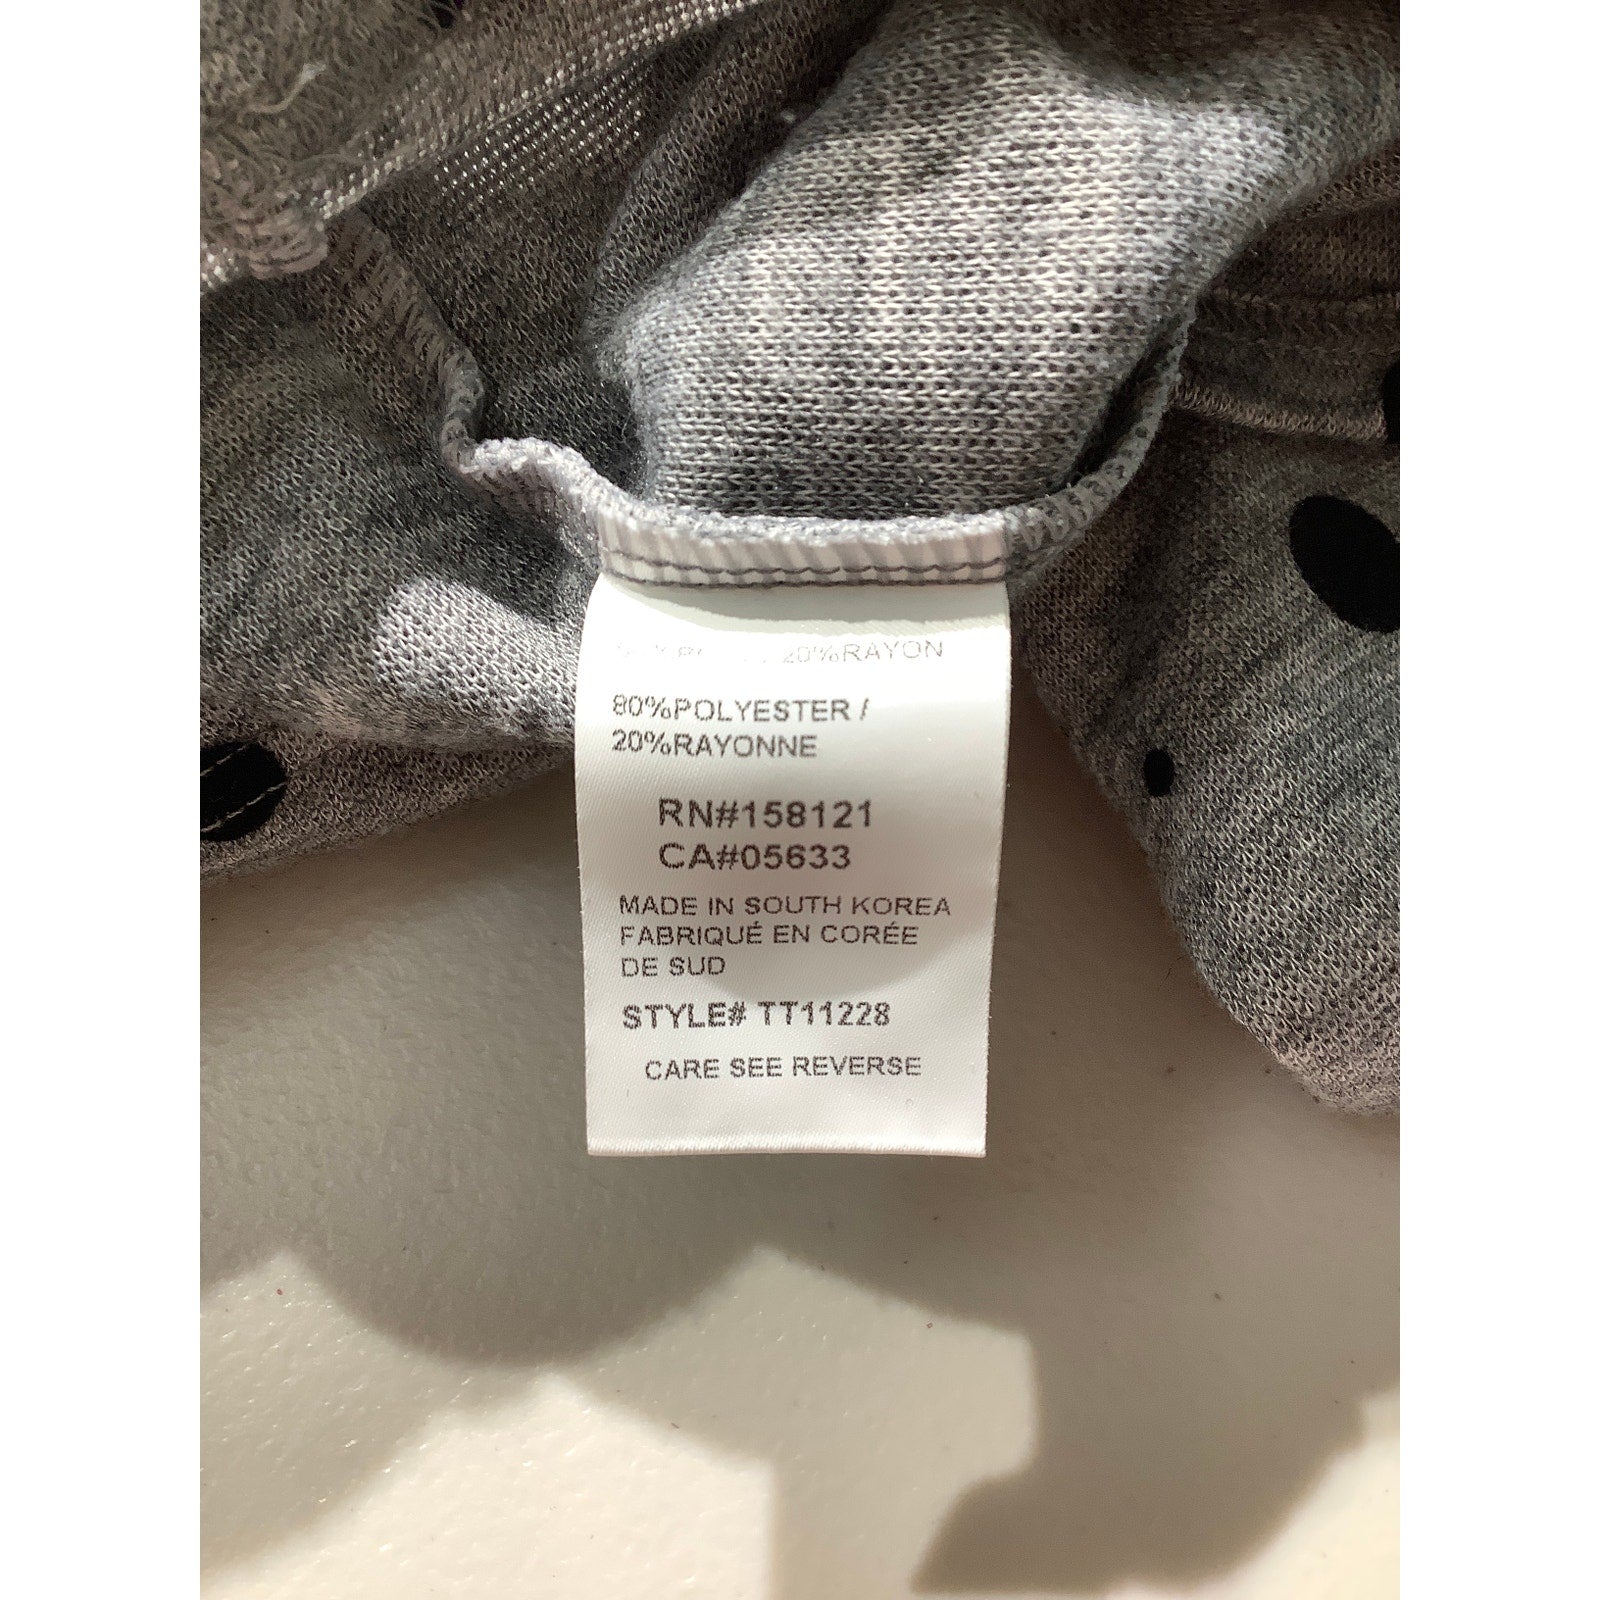 20%RAYON
80%POLYESTER /
20%RAYONNE
RN#158121
CA#05633
MADE IN SOUTH KOREA
FABRIQUÉ EN CORÉE
DE SUD
STYLE# TT11228
CARE SEE REVERSE